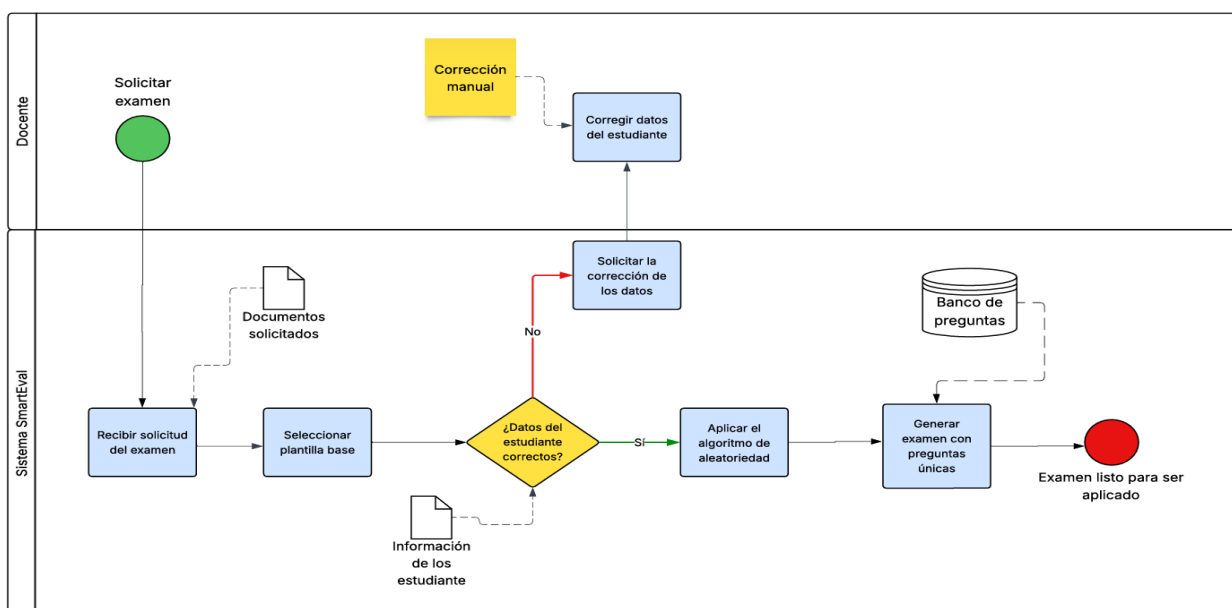 Docente
Solicitar
examen
Corrección
manual
Corregir datos
del estudiante
Sistema SmartEval
Documentos
solicitados
Solicitar la
corrección de
los datos
Banco de
preguntas
No
Recibir solicitud
del examen
Seleccionar
plantilla base
¿Datos del
estudiante
correctos?
Sí
Aplicar el
algoritmo de
aleatoriedad
Generar
examen con
preguntas
únicas
Examen listo para ser
aplicado
Información
de los
estudiante